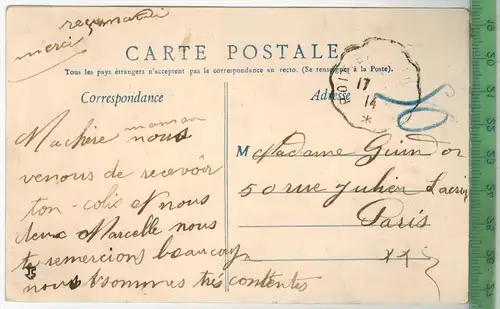 merci
CARTE POSTALE
Tous les pays étrangers n'acceptent pas la correspondance au recto. (Se renseigner à la Poste).
Correspondance
Adresse
17
14
*
Ma chère maman
nous
venons de recevoir
ton colis et nous
deux Marcelle nous
te remercions beaucoup
nous sommes très contentes
M Madame
50 rue Julien Lacroix
Paris